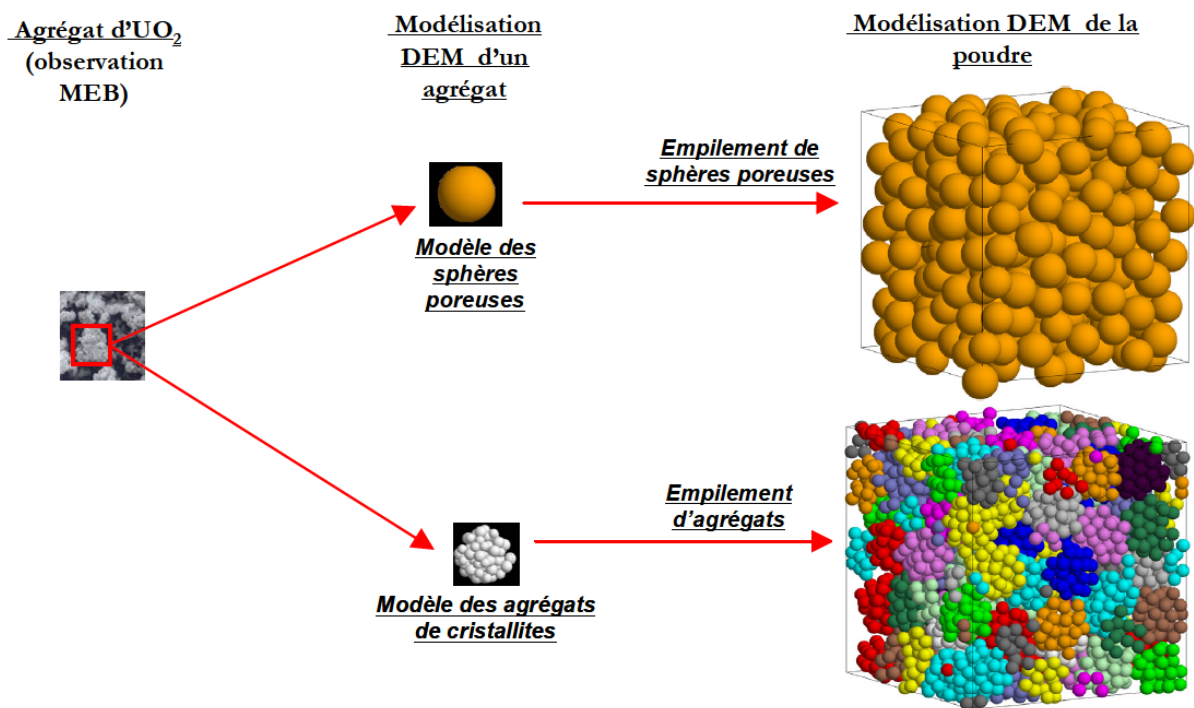 Agrégat d'UO2
(observation
MEB)
Modélisation
DEM d'un
agrégat
Modélisation DEM de la
poudre
Empilement de
sphères poreuses
Modèle des
sphères
poreuses
Empilement
d'agrégats
Modèle des agrégats
de cristallites